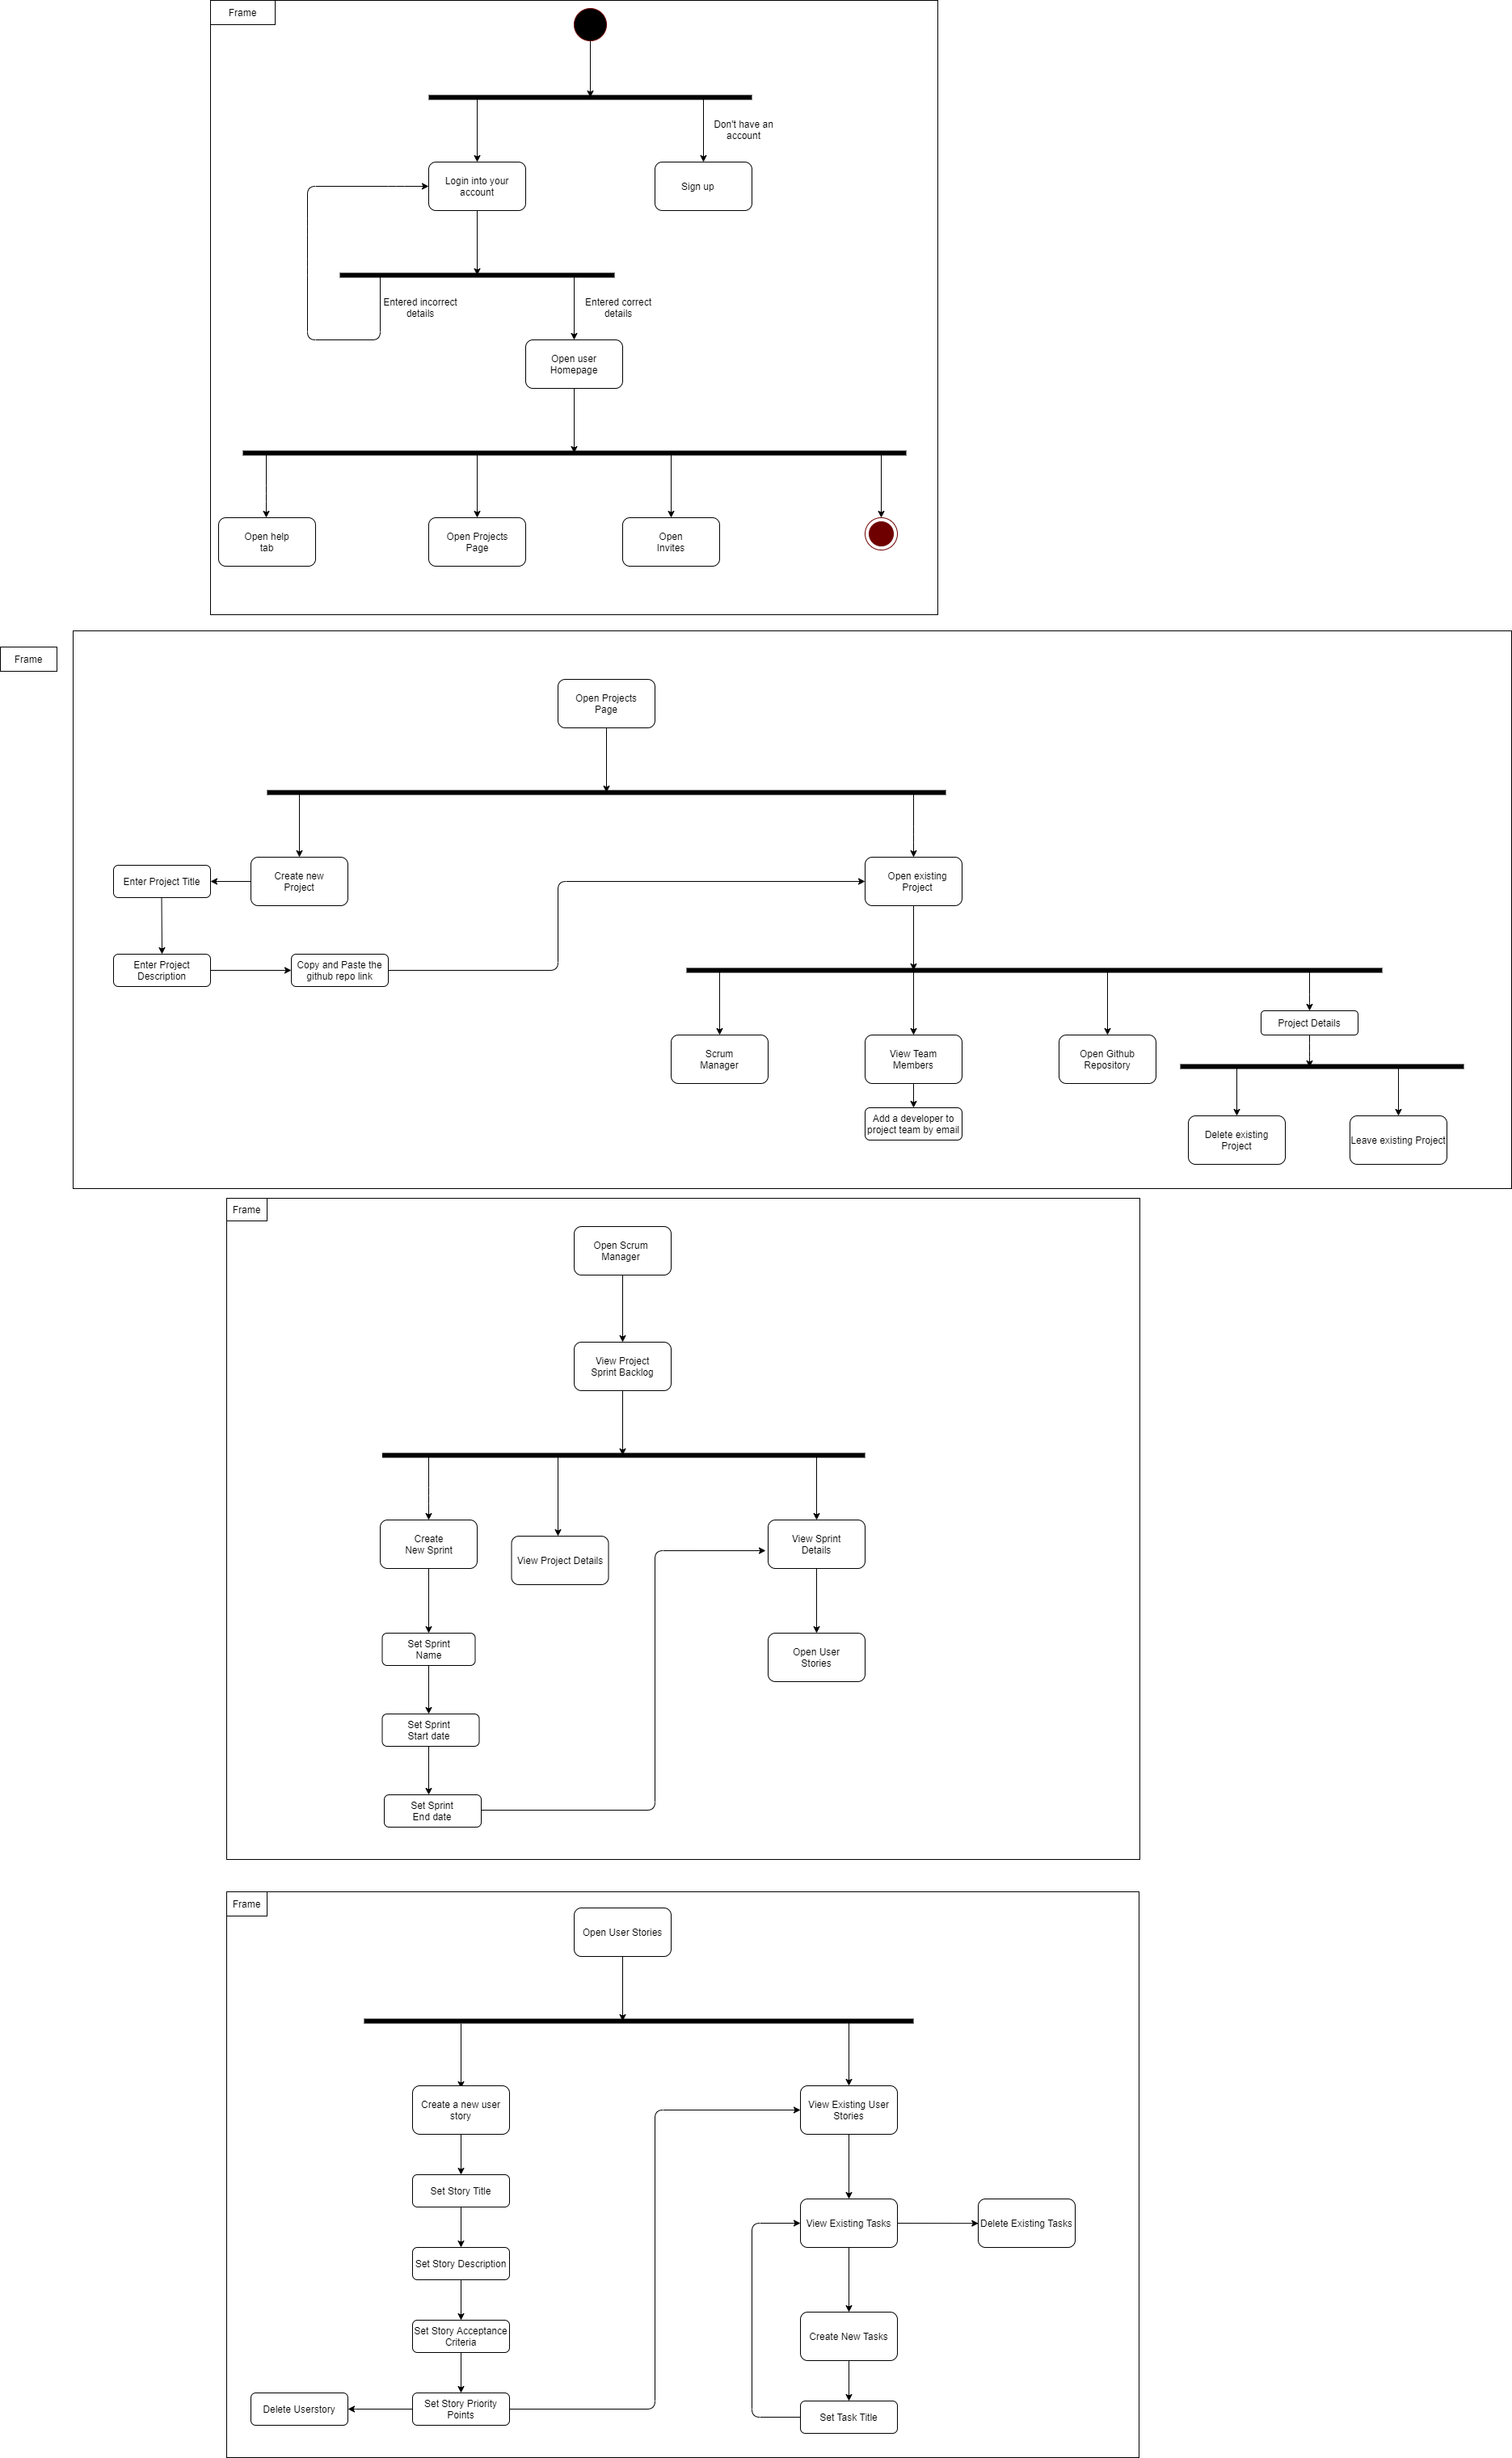 Frame
Don't have an
account
Login into your
account
Sign up
Entered incorrect
details
Entered correct
details
Open user
Homepage
Open help
tab
Open Projects
Page
Open
Invites
Frame
Open Projects
Page
Enter Project Title
Create new
Project
Open existing
Project
Enter Project
Description
Copy and Paste the
github repo link
Project Details
Scrum
Manager
View Team
Members
Open Github
Repository
Add a developer to
project team by email
Delete existing
Project
Leave existing Project
Frame
Open Scrum
Manager
View Project
Sprint Backlog
Create
New Sprint
View Project Details
View Sprint
Details
Set Sprint
Name
Open User
Stories
Set Sprint
Start date
Set Sprint
End date
Frame
Open User Stories
Create a new user
story
View Existing User
Stories
Set Story Title
View Existing Tasks
Delete Existing Tasks
Set Story Description
Set Story Acceptance
Criteria
Create New Tasks
Delete Userstory
Set Story Priority
Points
Set Task Title